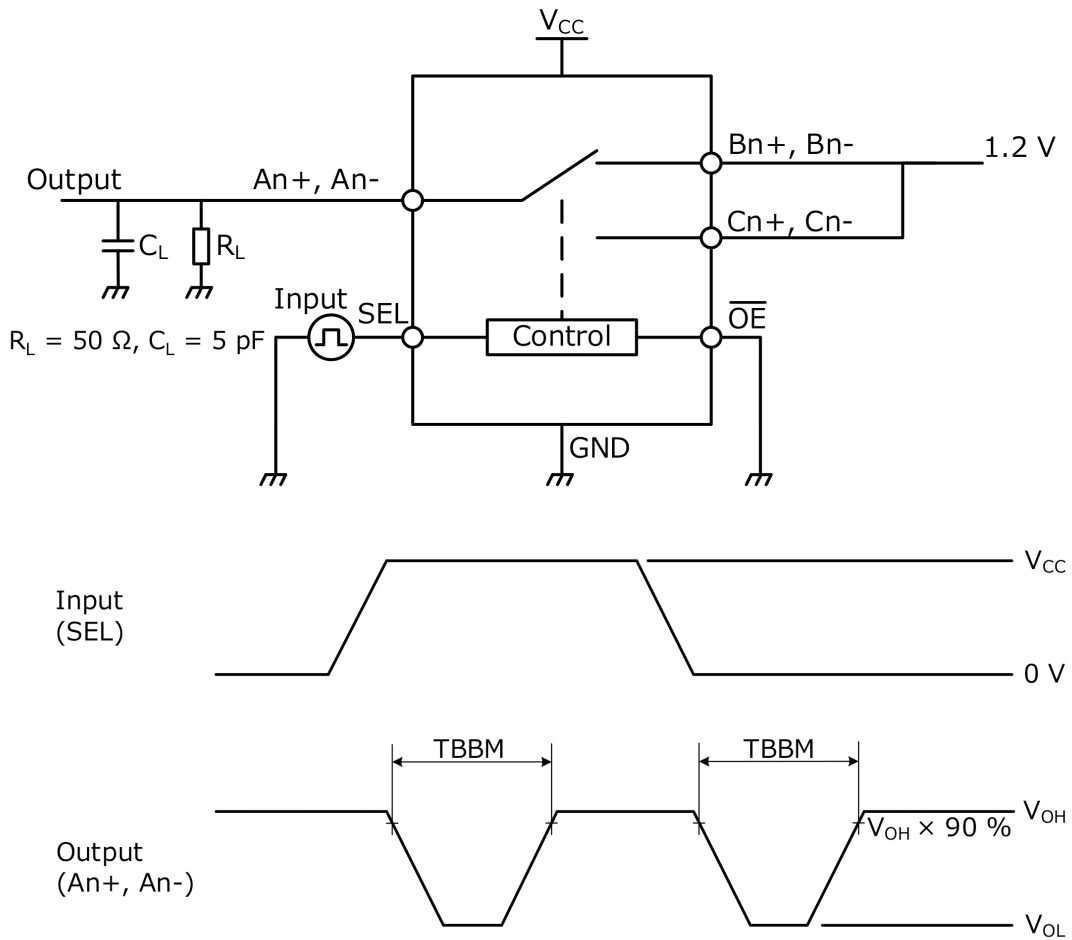 VCC
Bn+, Bn-
1.2 V
Output
An+, An-
Cn+, Cn-
CL
RL
Input
SEL
OE
Control
RL = 50 Ω, CL = 5 pF
GND
VCC
Input
(SEL)
0 V
TBBM
TBBM
VOH
VOH × 90 %
Output
(An+, An-)
VOL